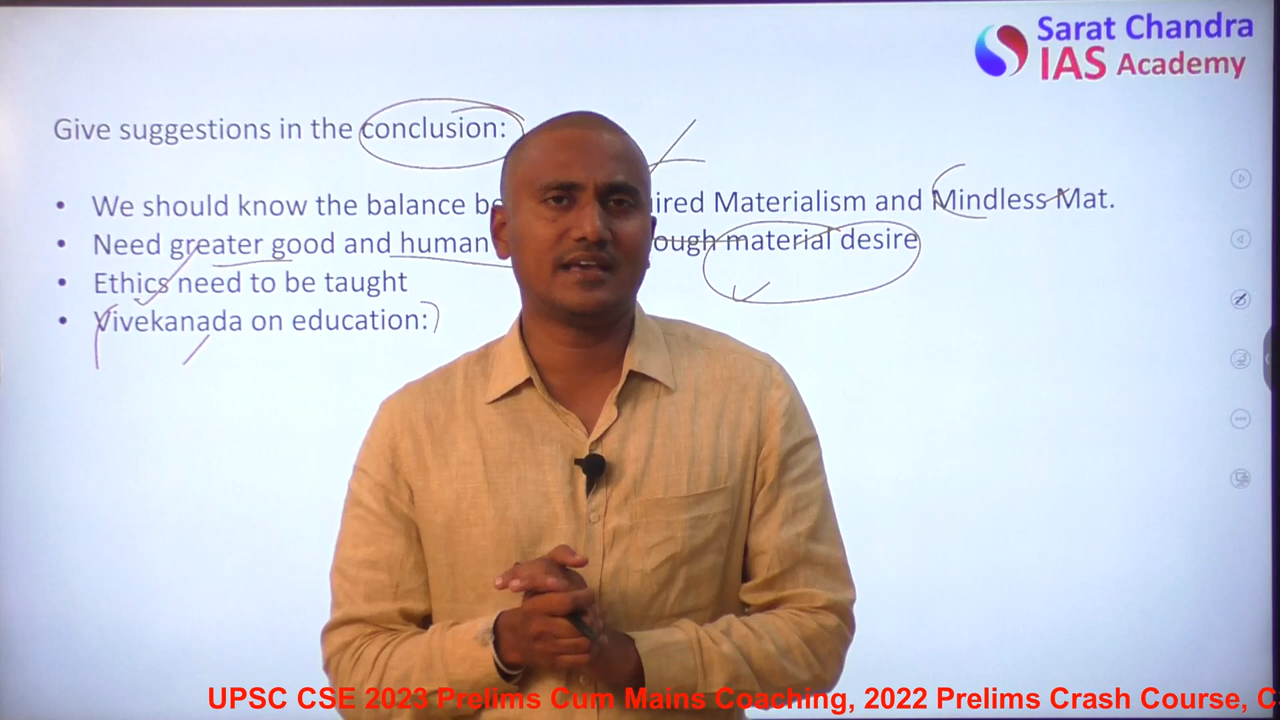 Sarat Chandra
IAS Academy
Give suggestions in the conclusion:
• We should know the balance ired Materialism and Mindless Mat.
• Need greater good and human ough material desire
• Ethics need to be taught
• Vivekanada on education:
UPSC CSE 2023 Prelims Cum Mains Coaching, 2022 Prelims Crash Course, C